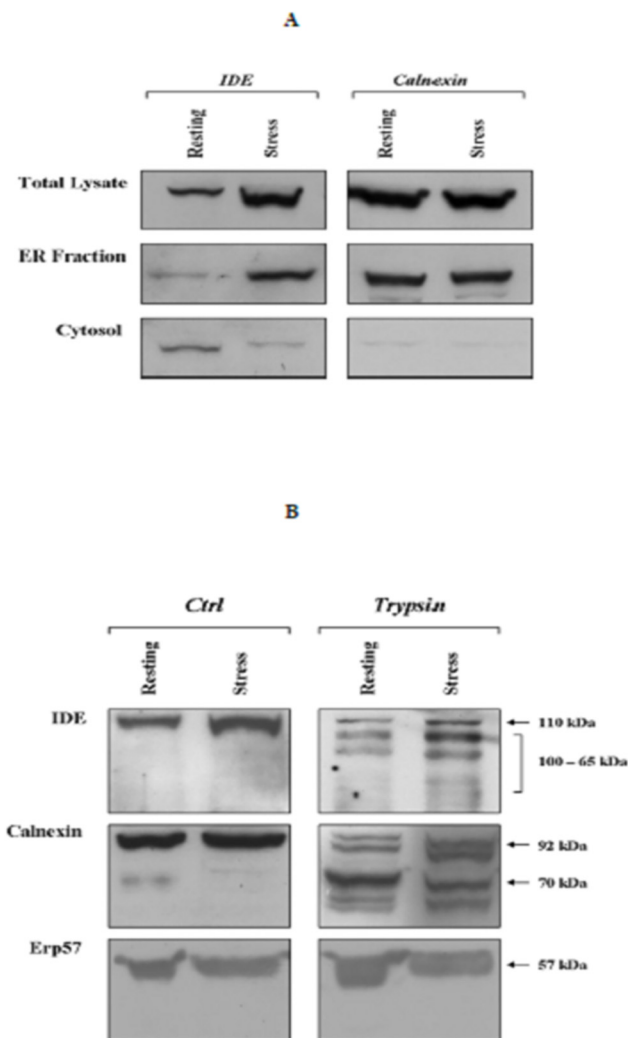 A
IDE Calnexin
Resting Stress Resting Stress
Total Lysate
ER Fraction
Cytosol
B
Ctrl Trypsin
Resting Stress Resting Stress
IDE
110 kDa
100 – 65 kDa
Calnexin
92 kDa
70 kDa
Erp57
57 kDa